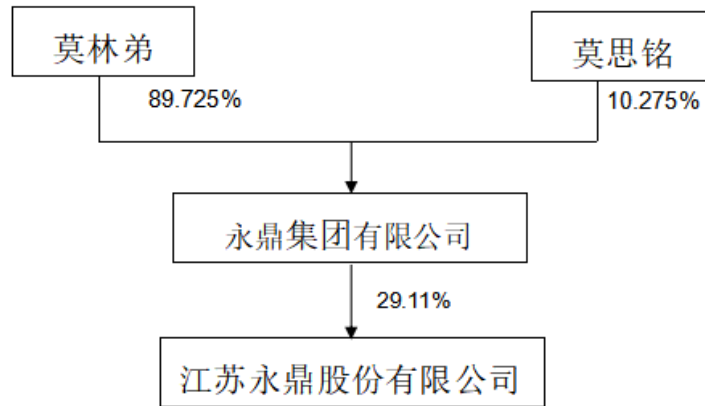 莫林弟
莫思铭
89.725%
10.275%
永鼎集团有限公司
29.11%
江苏永鼎股份有限公司